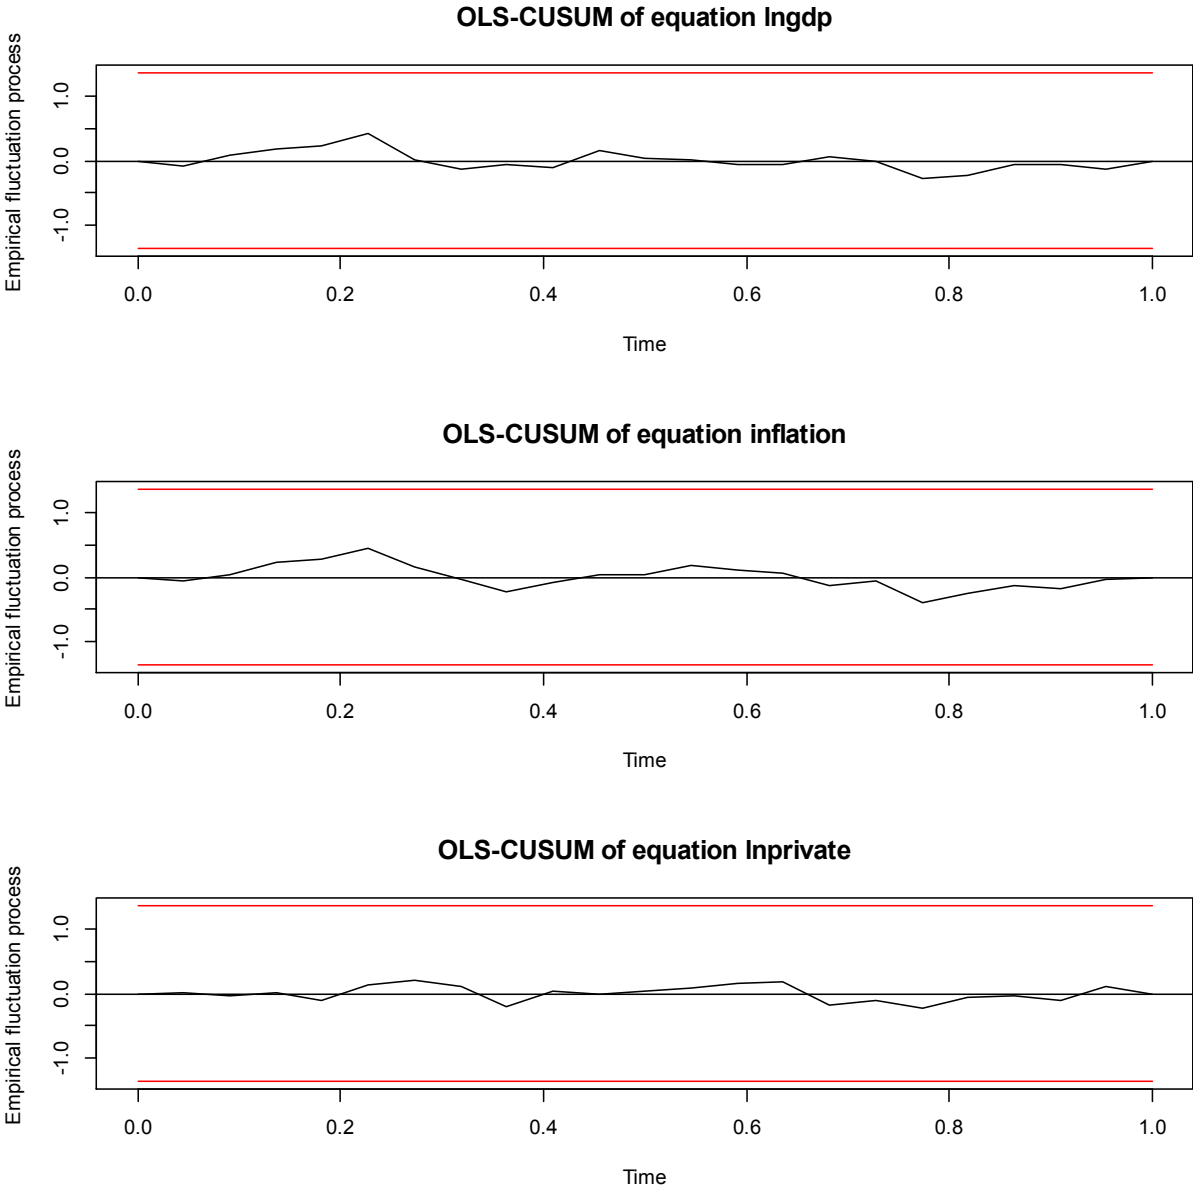 OLS-CUSUM of equation lngdp
Empirical fluctuation process
1.0
0.0
-1.0
0.0 0.2 0.4 0.6 0.8 1.0
Time
OLS-CUSUM of equation inflation
Empirical fluctuation process
1.0
0.0
-1.0
0.0 0.2 0.4 0.6 0.8 1.0
Time
OLS-CUSUM of equation lnprivate
Empirical fluctuation process
1.0
0.0
-1.0
0.0 0.2 0.4 0.6 0.8 1.0
Time